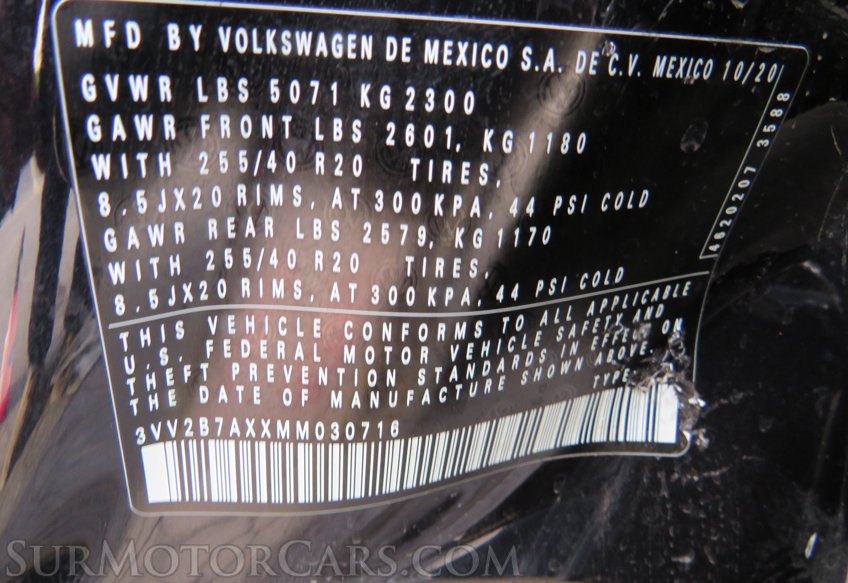 MFD BY VOLKSWAGEN DE MEXICO S.A. DE C.V. MEXICO 10/20
GVWR LBS 5071 KG 2300
GAWR FRONT LBS 2601, KG 1180
WITH 255/40 R20 TIRES,
8.5JX20 RIMS, AT 300 KPA, 44 PSI COLD
GAWR REAR LBS 2579, KG 1170
WITH 255/40 R20 TIRES,
8.5JX20 RIMS, AT 300 KPA, 44 PSI COLD
THIS VEHICLE CONFORMS TO ALL APPLICABLE
U.S. FEDERAL MOTOR VEHICLE SAFETY AND
THEFT PREVENTION STANDARDS IN EFFECT ON
THE DATE OF MANUFACTURE SHOWN ABOVE.
TYPE
3VV2B7AXXMM030716
3588
SURMOTORCARS.COM